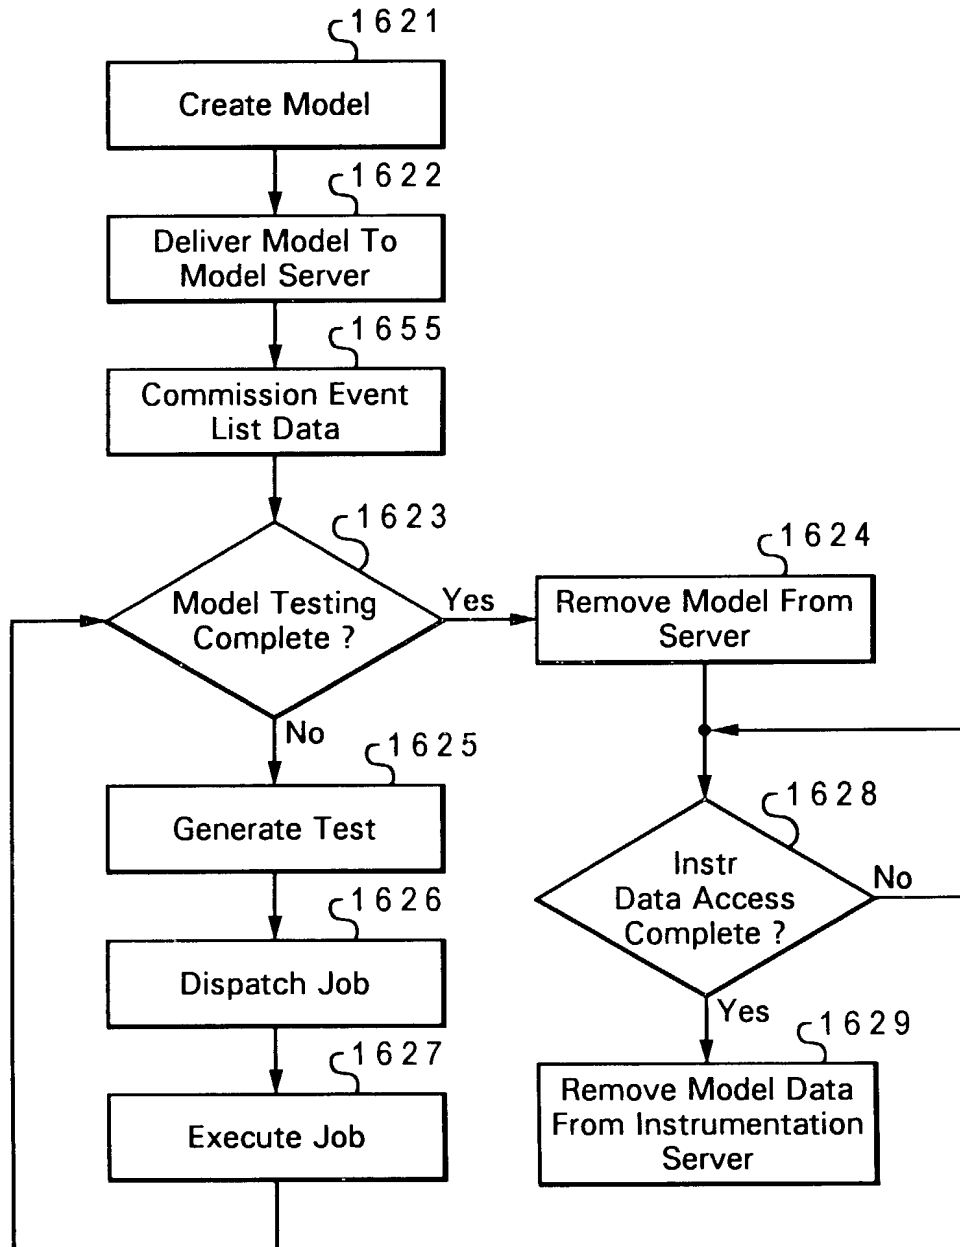 1621
Create Model
1622
Deliver Model To
Model Server
1655
Commission Event
List Data
1623
Model Testing
Complete ?
Yes
No
1624
Remove Model From
Server
1625
Generate Test
1626
Dispatch Job
1627
Execute Job
1628
Instr
Data Access
Complete ?
No
Yes
1629
Remove Model Data
From Instrumentation
Server